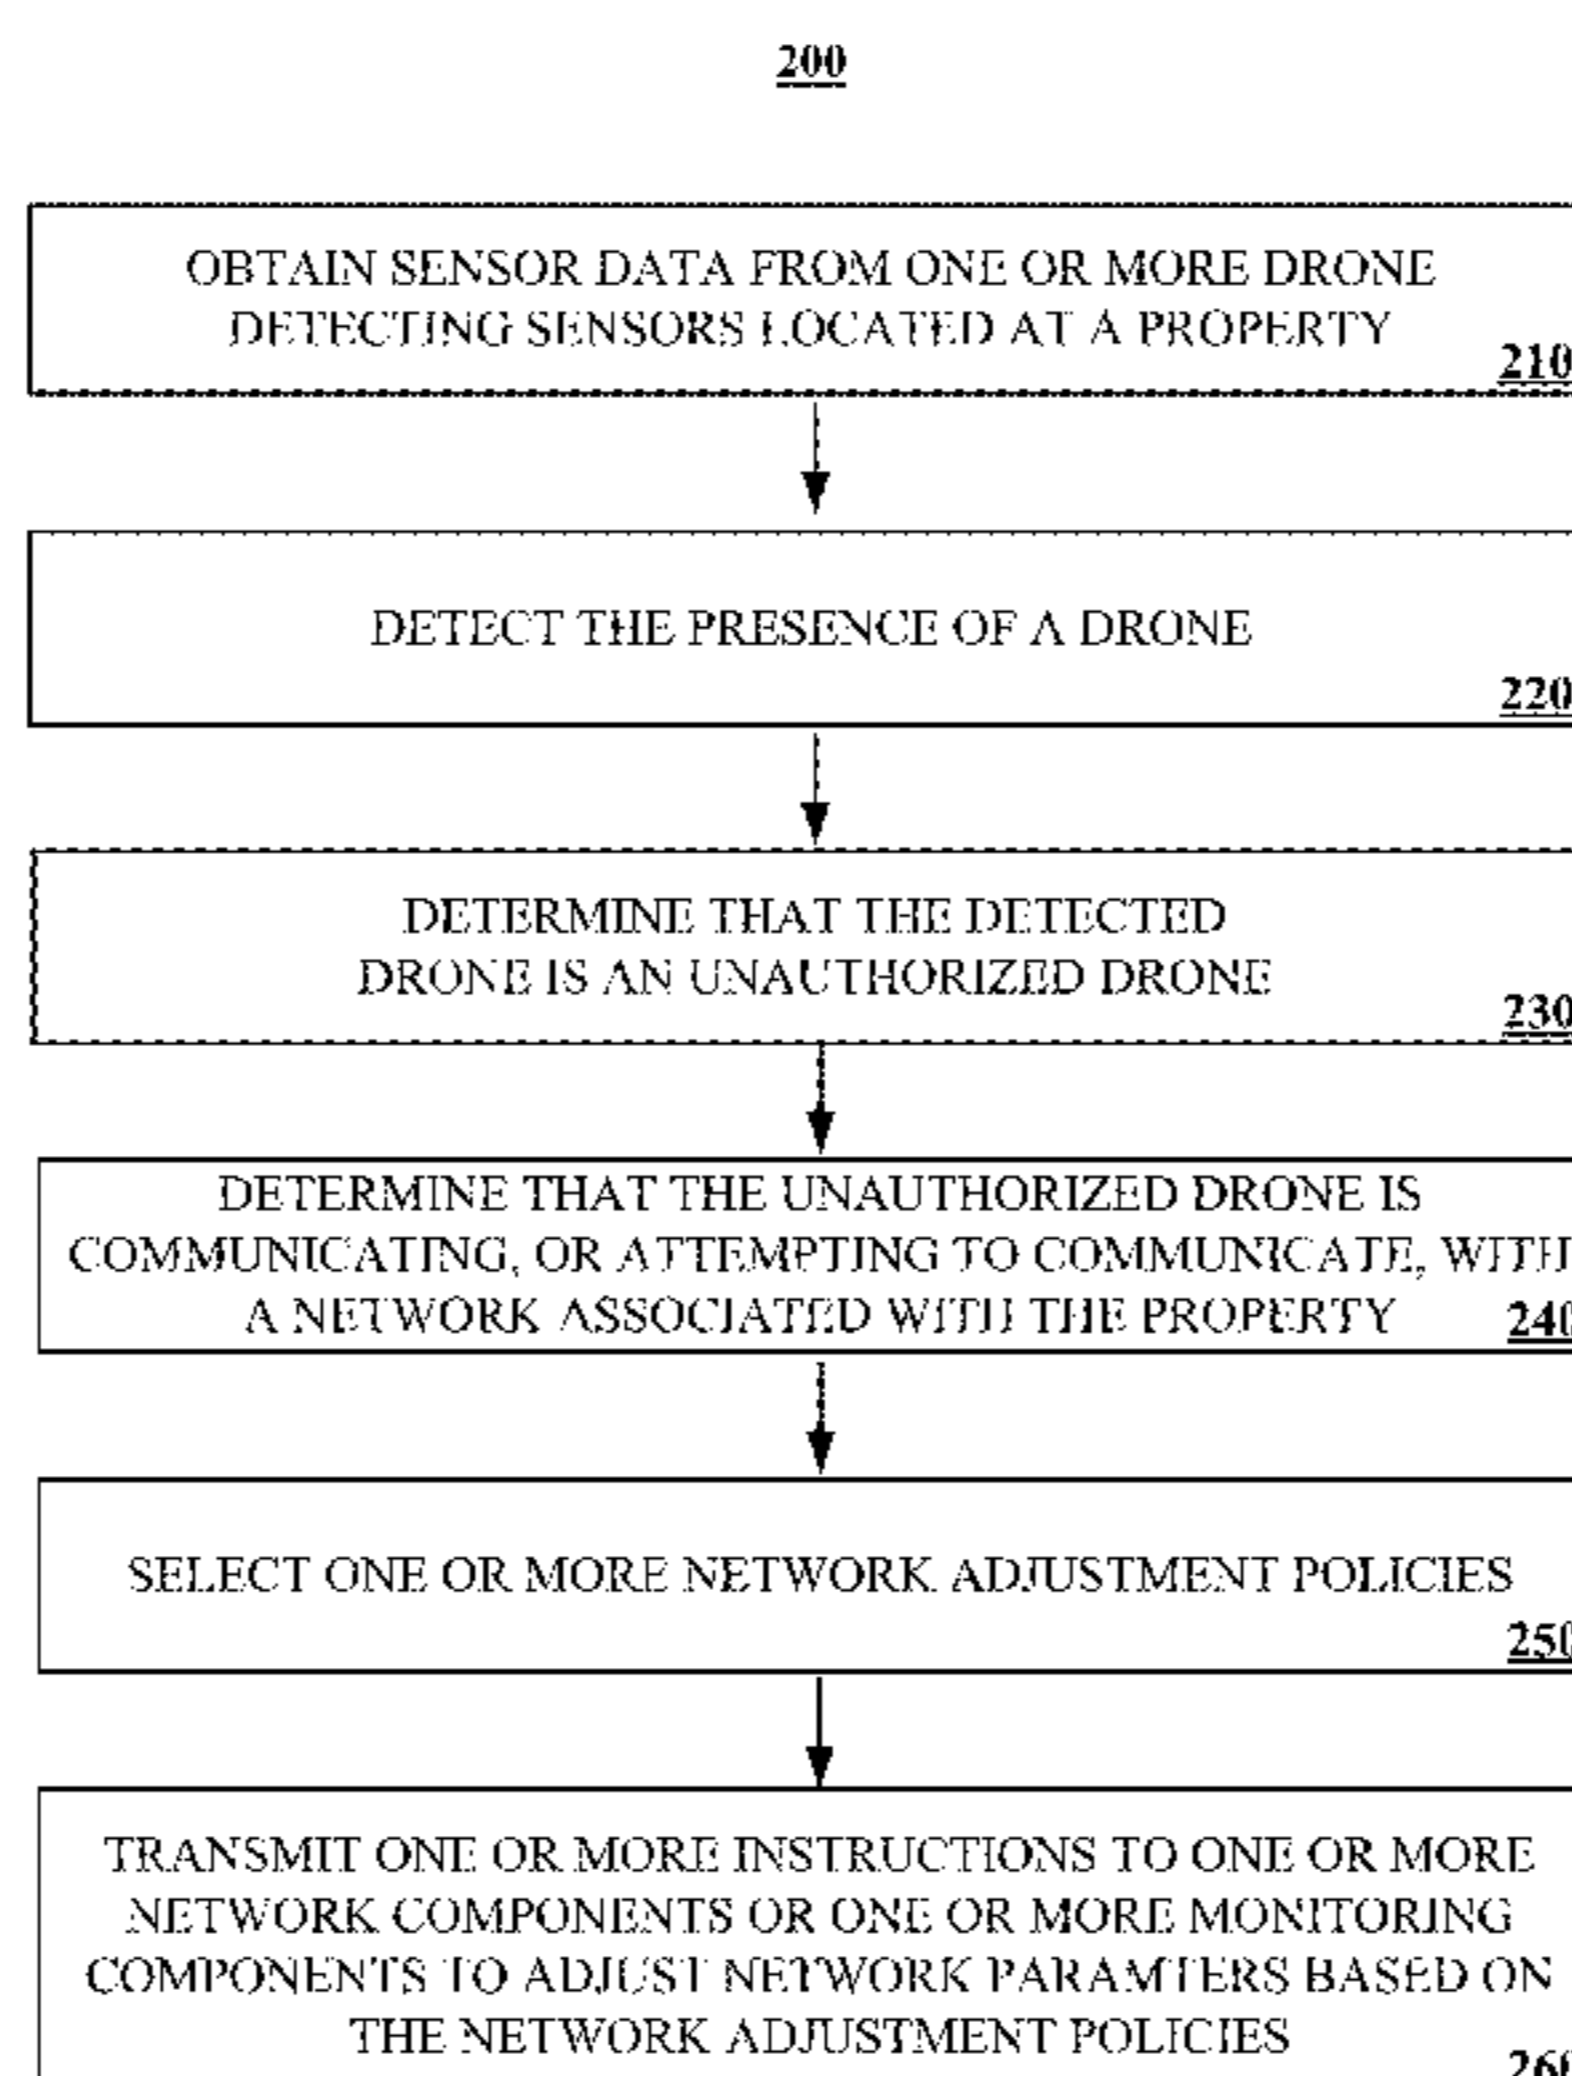 200
OBTAIN SENSOR DATA FROM ONE OR MORE DRONE
DETECTING SENSORS LOCATED AT A PROPERTY
210
DETECT THE PRESENCE OF A DRONE
220
DETERMINE THAT THE DETECTED
DRONE IS AN UNAUTHORIZED DRONE
230
DETERMINE THAT THE UNAUTHORIZED DRONE IS
COMMUNICATING, OR ATTEMPTING TO COMMUNICATE, WITH
A NETWORK ASSOCIATED WITH THE PROPERTY
240
SELECT ONE OR MORE NETWORK ADJUSTMENT POLICIES
250
TRANSMIT ONE OR MORE INSTRUCTIONS TO ONE OR MORE
NETWORK COMPONENTS OR ONE OR MORE MONITORING
COMPONENTS TO ADJUST NETWORK PARAMTERS BASED ON
THE NETWORK ADJUSTMENT POLICIES
260